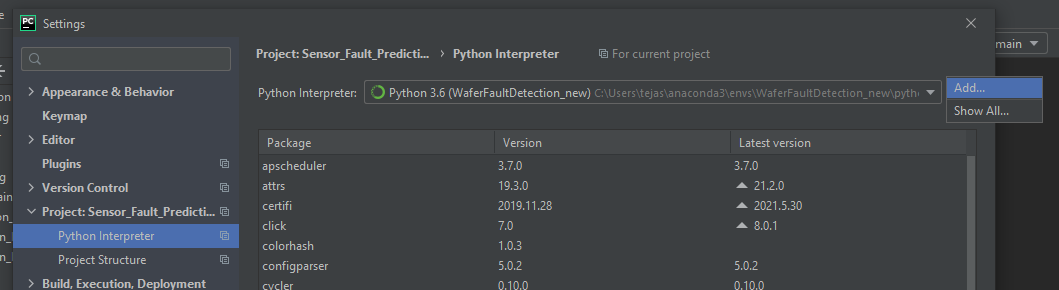 PC Settings
main
Project: Sensor_Fault_Predicti... › Python Interpreter For current project
Python Interpreter: Python 3.6 (WaferFaultDetection_new) C:\Users\tejas\anaconda3\envs\WaferFaultDetection_new\pytho
Add...
Show All...
Appearance & Behavior
Keymap
Editor
Plugins
Version Control
Project: Sensor_Fault_Predicti...
Python Interpreter
Project Structure
Build, Execution, Deployment
Package Version Latest version
apscheduler 3.7.0 3.7.0
attrs 19.3.0 21.2.0
certifi 2019.11.28 2021.5.30
click 7.0 8.0.1
colorhash 1.0.3
configparser 5.0.2 5.0.2
cycler 0.10.0 0.10.0